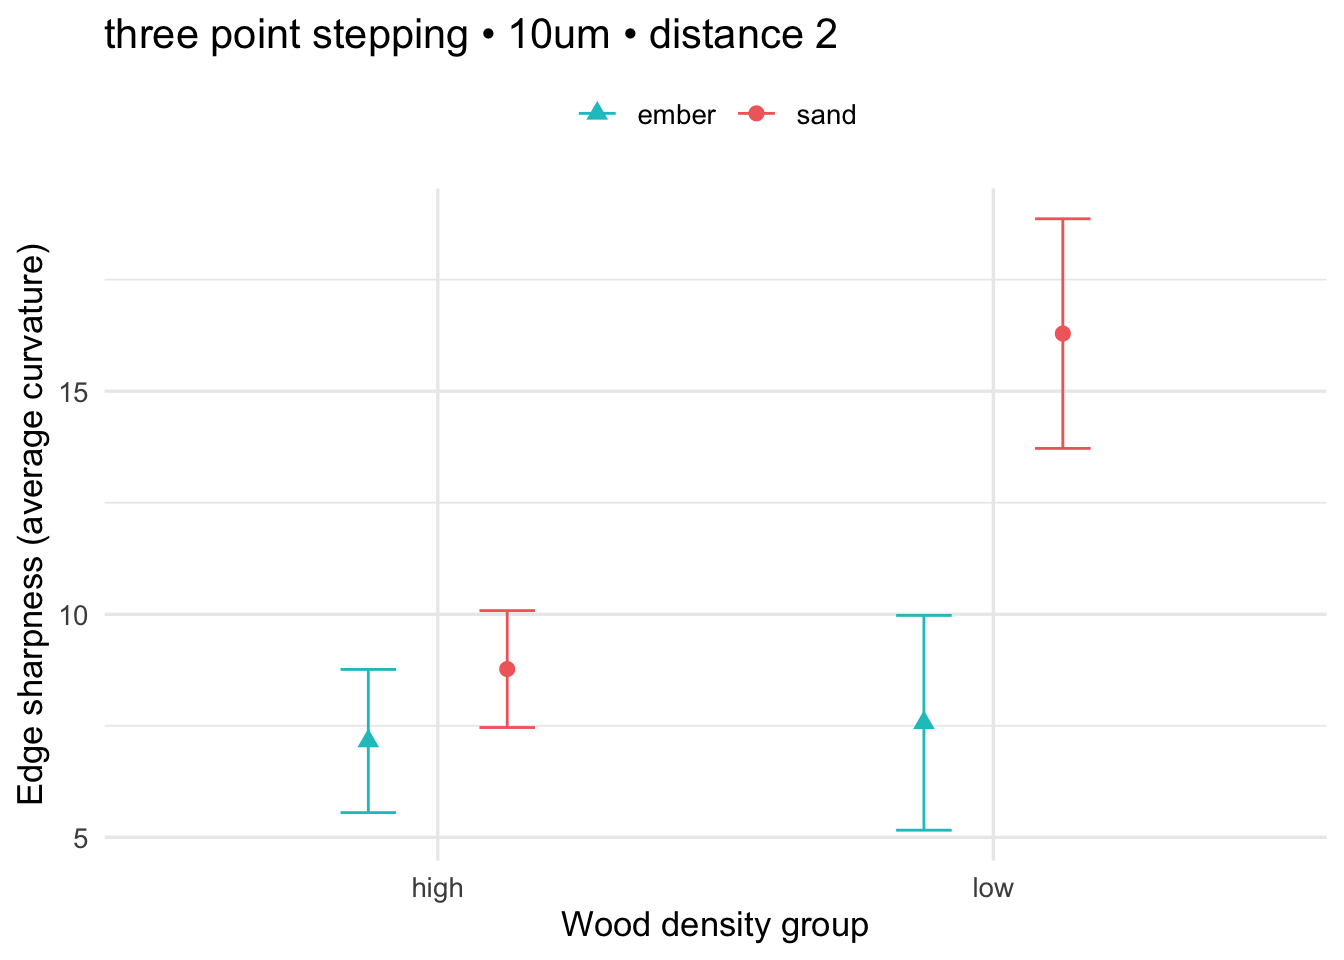 three point stepping • 10um • distance 2
ember sand
Edge sharpness (average curvature)
15
10
5
high low
Wood density group